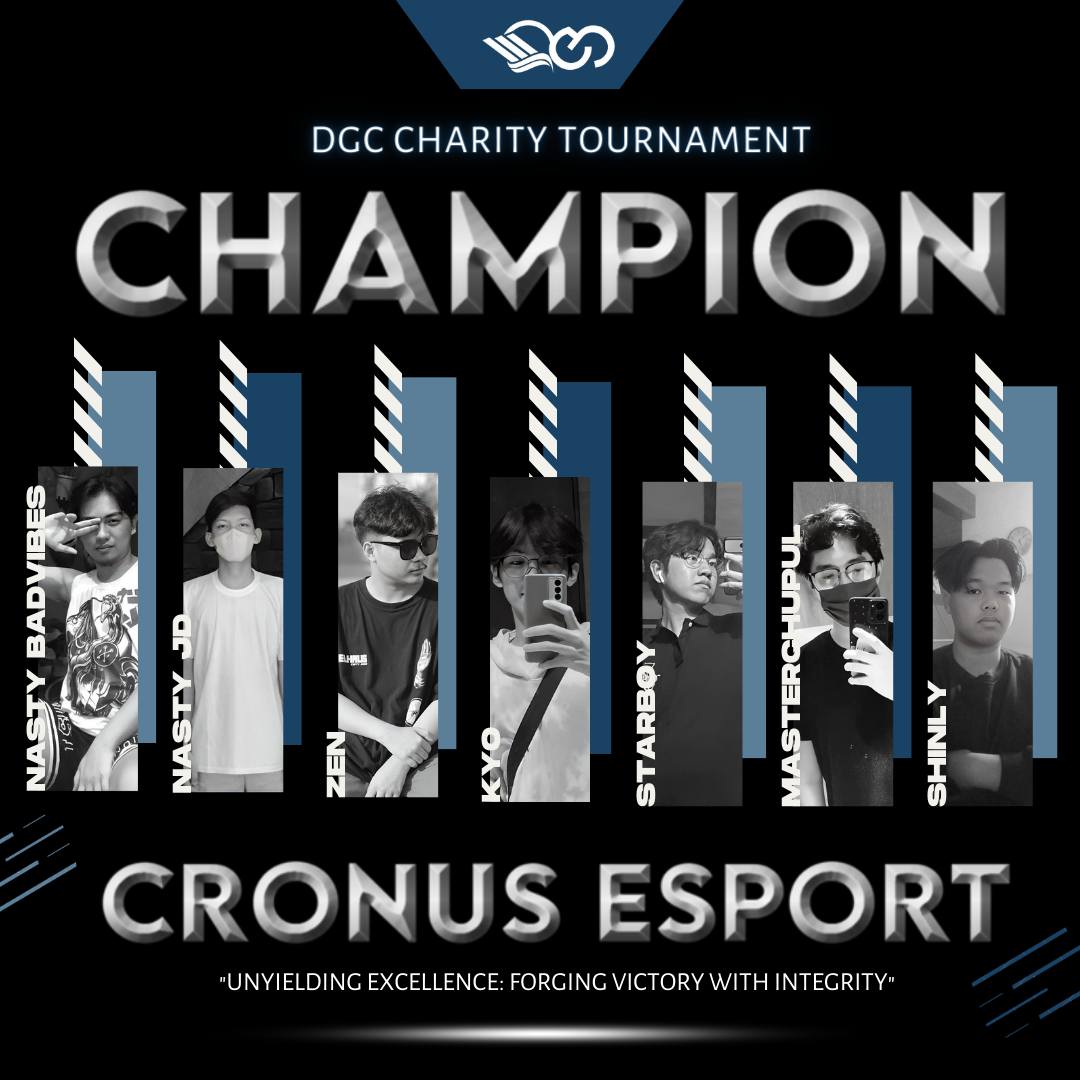 DGC CHARITY TOURNAMENT
CHAMPION
NASTY BADVIBES
NASTY JD
ZEN
KYO
STARBOY
MASTERCHUPUL
SHINLY
CRONUS ESPORT
"UNYIELDING EXCELLENCE: FORGING VICTORY WITH INTEGRITY"